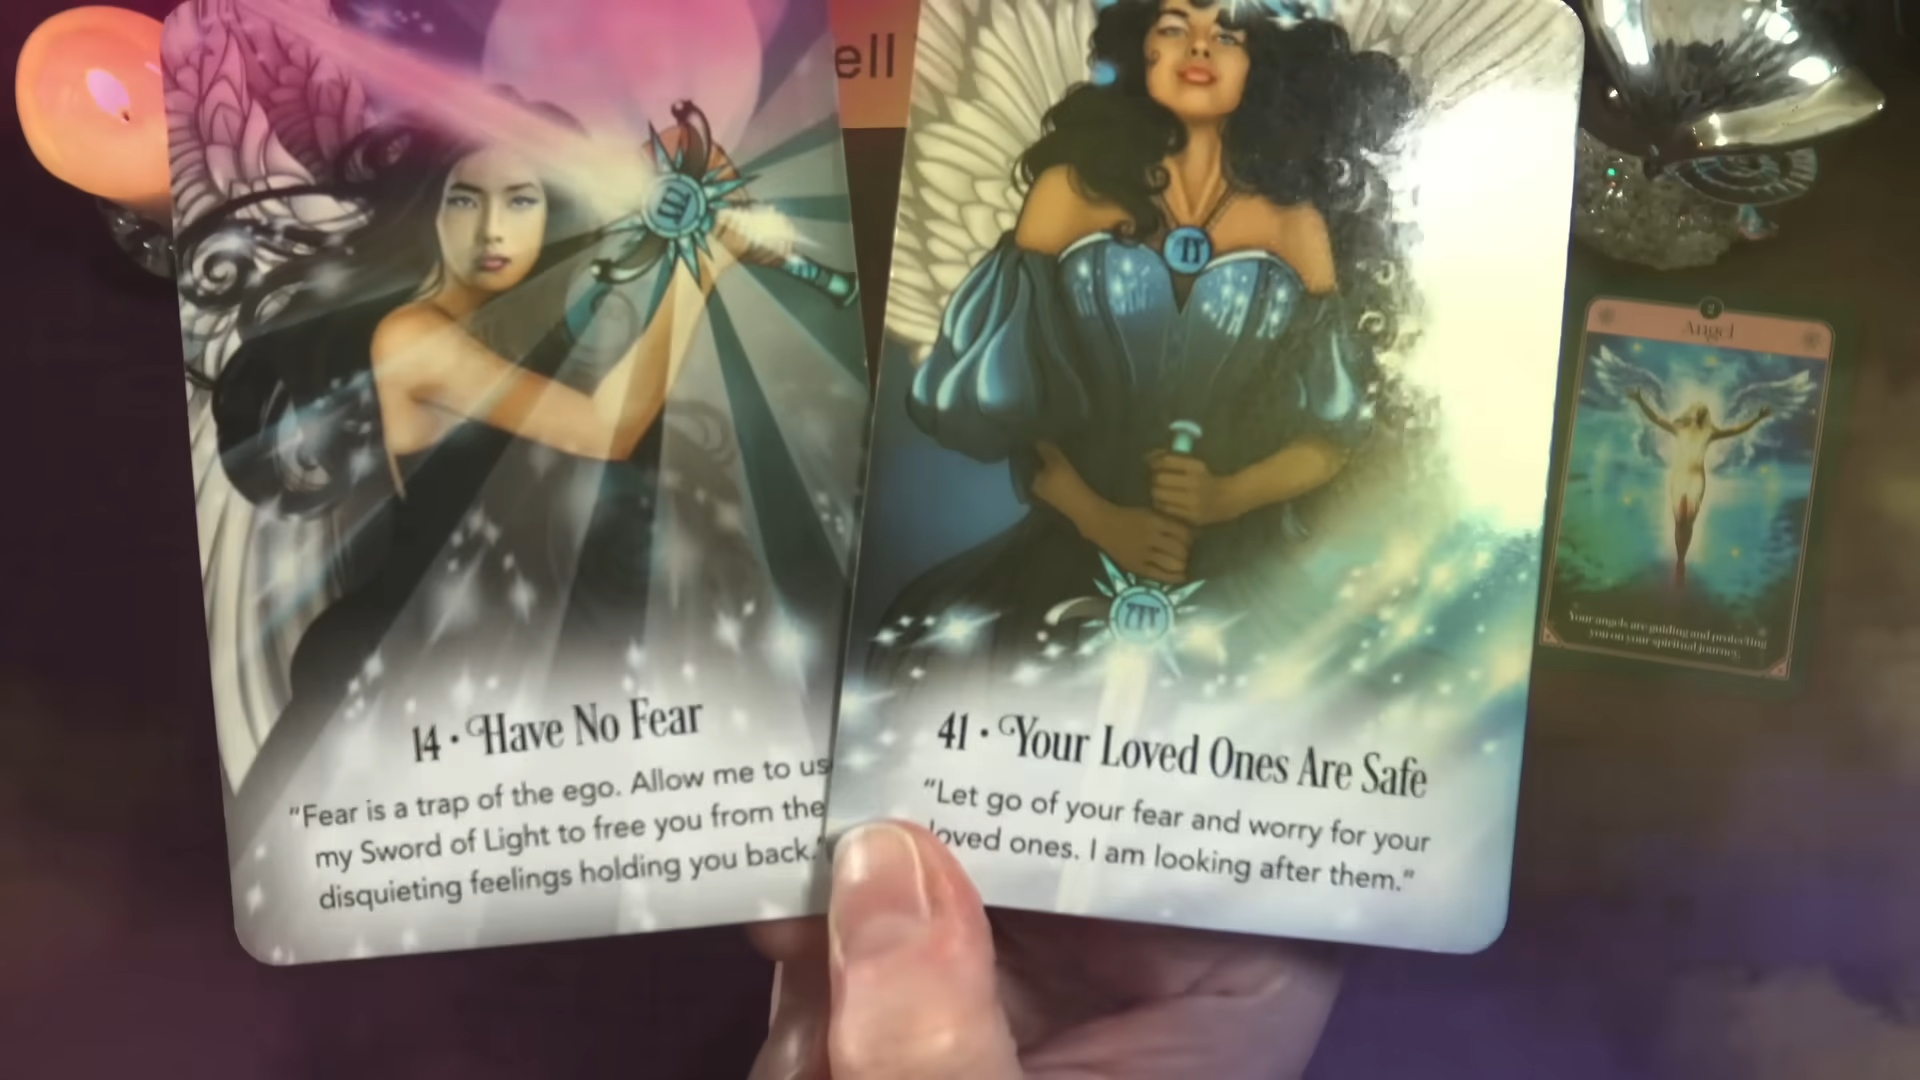 ell
14 · Have No Fear
"Fear is a trap of the ego. Allow me to us
my Sword of Light to free you from the
disquieting feelings holding you back."
41 · Your Loved Ones Are Safe
"Let go of your fear and worry for your
loved ones. I am looking after them."
Angel
Your angels are guiding and protecting
you on your spiritual journey.